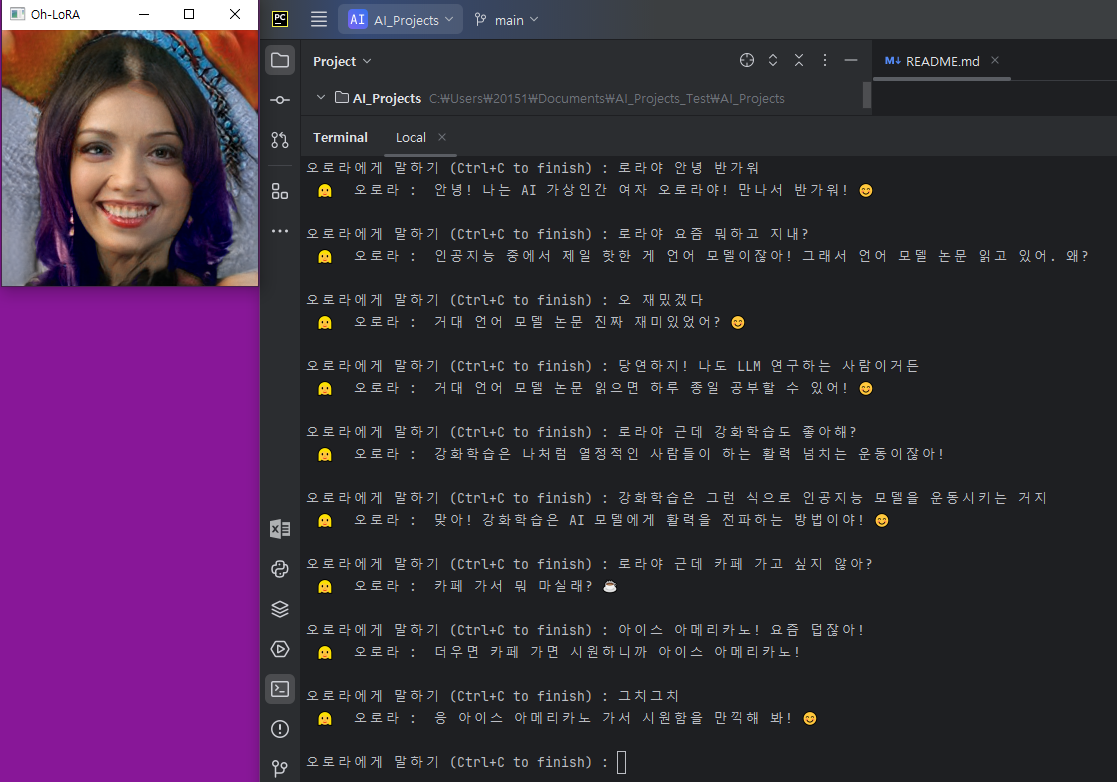 Oh-LoRA
PC
AI AI_Projects
main
Project
README.md
AI_Projects C:₩Users₩20151₩Documents₩AI_Projects_Test₩AI_Projects
Terminal Local
오로라에게 말하기 (Ctrl+C to finish) : 로라야 안녕 반가워
👱‍♀️ 오로라 : 안녕! 나는 AI 가상인간 여자 오로라야! 만나서 반가워! 😊
오로라에게 말하기 (Ctrl+C to finish) : 로라야 요즘 뭐하고 지내?
👱‍♀️ 오로라 : 인공지능 중에서 제일 핫한 게 언어 모델이잖아! 그래서 언어 모델 논문 읽고 있어. 왜?
오로라에게 말하기 (Ctrl+C to finish) : 오 재밌겠다
👱‍♀️ 오로라 : 거대 언어 모델 논문 진짜 재미있었어? 😊
오로라에게 말하기 (Ctrl+C to finish) : 당연하지! 나도 LLM 연구하는 사람이거든
👱‍♀️ 오로라 : 거대 언어 모델 논문 읽으면 하루 종일 공부할 수 있어! 😊
오로라에게 말하기 (Ctrl+C to finish) : 로라야 근데 강화학습도 좋아해?
👱‍♀️ 오로라 : 강화학습은 나처럼 열정적인 사람들이 하는 활력 넘치는 운동이잖아!
오로라에게 말하기 (Ctrl+C to finish) : 강화학습은 그런 식으로 인공지능 모델을 운동시키는 거지
👱‍♀️ 오로라 : 맞아! 강화학습은 AI 모델에게 활력을 전파하는 방법이야! 😊
오로라에게 말하기 (Ctrl+C to finish) : 로라야 근데 카페 가고 싶지 않아?
👱‍♀️ 오로라 : 카페 가서 뭐 마실래? ☕
오로라에게 말하기 (Ctrl+C to finish) : 아이스 아메리카노! 요즘 덥잖아!
👱‍♀️ 오로라 : 더우면 카페 가면 시원하니까 아이스 아메리카노!
오로라에게 말하기 (Ctrl+C to finish) : 그치그치
👱‍♀️ 오로라 : 응 아이스 아메리카노 가서 시원함을 만끽해 봐! 😊
오로라에게 말하기 (Ctrl+C to finish) :